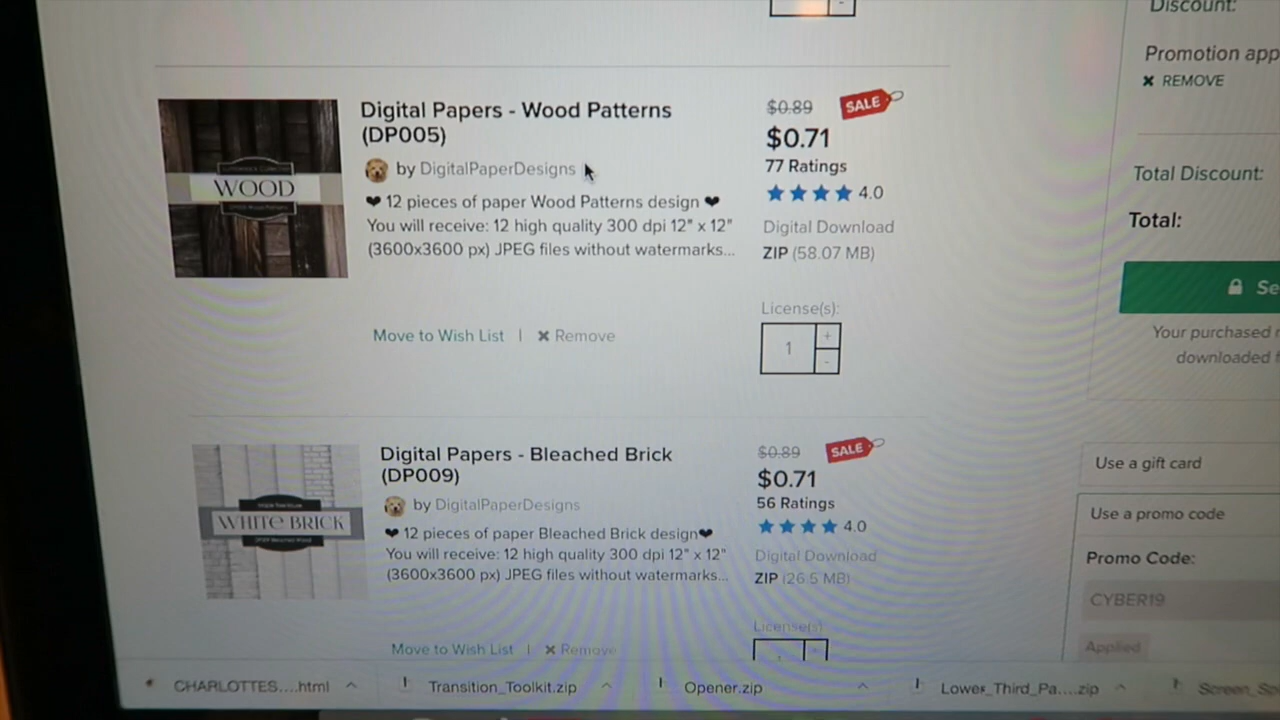 Discount:
Promotion app
✖ REMOVE
Digital Papers - Wood Patterns
(DP005)
by DigitalPaperDesigns
❤ 12 pieces of paper Wood Patterns design ❤
You will receive: 12 high quality 300 dpi 12" x 12"
(3600x3600 px) JPEG files without watermarks...
WOOD
$0.89 SALE
$0.71
77 Ratings
4.0
Digital Download
ZIP (58.07 MB)
License(s):
1 + -
Move to Wish List | ✖ Remove
Total Discount:
Total:
Se
Your purchased
downloaded
Digital Papers - Bleached Brick
(DP009)
by DigitalPaperDesigns
❤ 12 pieces of paper Bleached Brick design❤
You will receive: 12 high quality 300 dpi 12" x 12"
(3600x3600 px) JPEG files without watermarks...
WHITE BRICK
$0.89 SALE
$0.71
56 Ratings
4.0
Digital Download
ZIP (26.5 MB)
License(s):
Move to Wish List | ✖ Remove
Use a gift card
Use a promo code
Promo Code:
CYBER19
Applied
CHARLOTTES....html
Transition_Toolkit.zip
Opener.zip
Lower_Third_Pa....zip
Screen_Sp